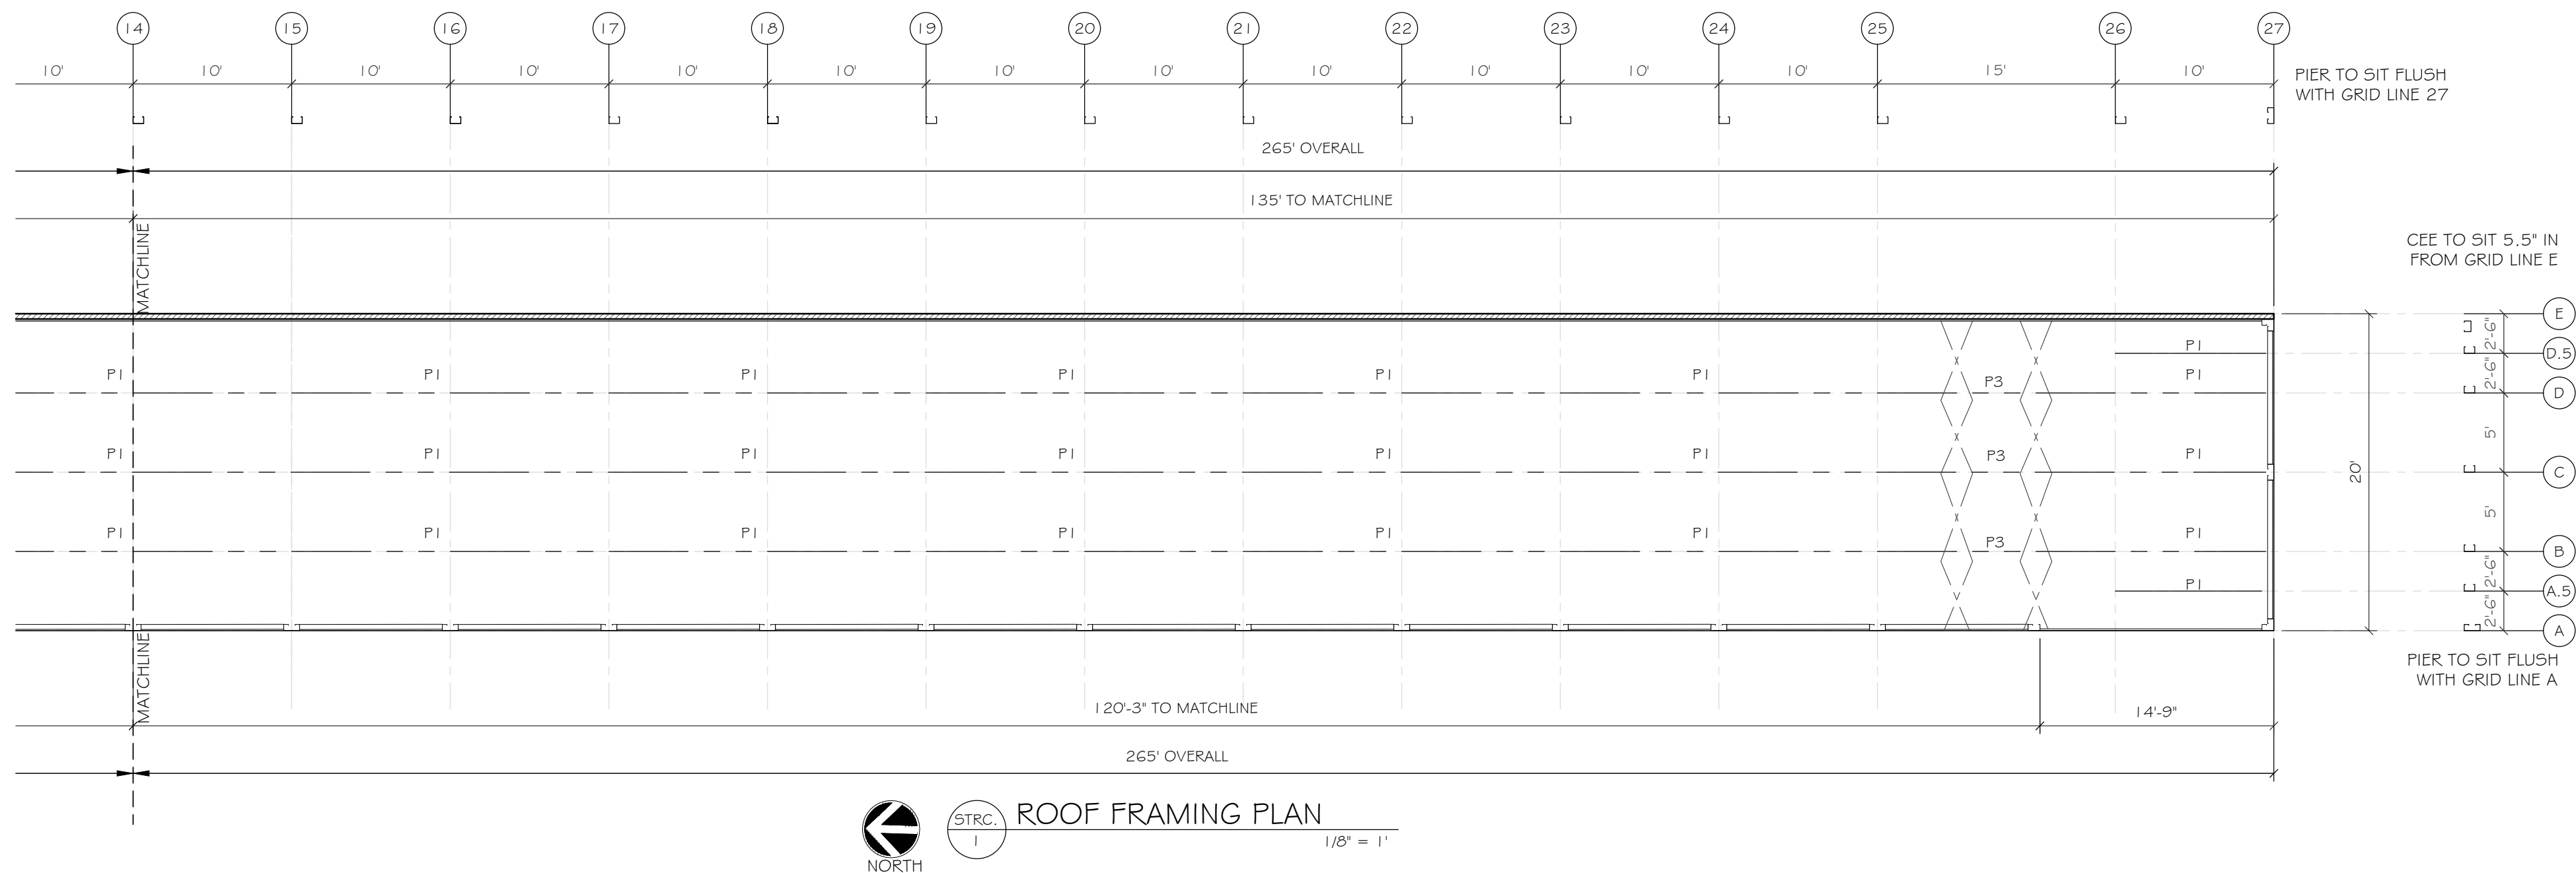 14 15 16 17 18 19 20 21 22 23 24 25 26 27
10' 10' 10' 10' 10' 10' 10' 10' 10' 10' 10' 10' 15' 10'
PIER TO SIT FLUSH
WITH GRID LINE 27
265' OVERALL
135' TO MATCHLINE
MATCHLINE
CEE TO SIT 5.5" IN
FROM GRID LINE E
E
2'-6"
P1
D.5
P1 P1 P1 P1 P1 P1 P3 P1
2'-6"
D
5'
P1 P1 P1 P1 P1 P1 P3 P1
20'
C
5'
P1 P1 P1 P1 P1 P1 P3 P1
B
2'-6"
P1
A.5
2'-6"
A
MATCHLINE
PIER TO SIT FLUSH
WITH GRID LINE A
120'-3" TO MATCHLINE
14'-9"
265' OVERALL
NORTH
STRC.
1
ROOF FRAMING PLAN
1/8" = 1'